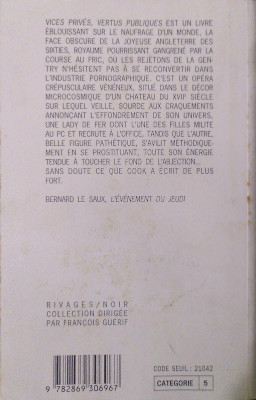 VICES PRIVÉS, VERTUS PUBLIQUES EST UN LIVRE
ÉBLOUISSANT SUR LE NAUFRAGE D'UN MONDE, LA
FACE OBSCURE DE LA JOYEUSE ANGLETERRE DES
SIXTIES, ROYAUME POURRISSANT GANGRENÉ PAR LA
COURSE AU FRIC, OU LES REJETONS DE LA GEN-
TRY N'HÉSITENT PAS A SE RECONVERTIR DANS
L'INDUSTRIE PORNOGRAPHIQUE. C'EST UN OPÉRA
CRÉPUSCULAIRE VÉNÉNEUX, SITUÉ DANS LE DÉCOR
MICROCOSMIQUE D'UN CHATEAU DU XVIIe SIÈCLE
SUR LEQUEL VEILLE, SOURDE AUX CRAQUEMENTS
ANNONÇANT L'EFFONDREMENT DE SON UNIVERS,
UNE LADY DE FER DONT L'UNE DES FILLES MILITE
AU PC ET RECRUTE À L'OFFICE, TANDIS QUE L'AUTRE,
BELLE FIGURE PATHÉTIQUE, S'AVILIT MÉTHODIQUE-
MENT EN SE PROSTITUANT, TOUTE SON ÉNERGIE
TENDUE À TOUCHER LE FOND DE L'ABJECTION...
SANS DOUTE CE QUE COOK A ÉCRIT DE PLUS
FORT.
BERNARD LE SAUX, L'ÉVÉNEMENT DU JEUDI
RIVAGES/NOIR
COLLECTION DIRIGÉE
PAR FRANÇOIS GUERIF
CODE SEUIL : 21042
9 782869 306967
CATEGORIE 5